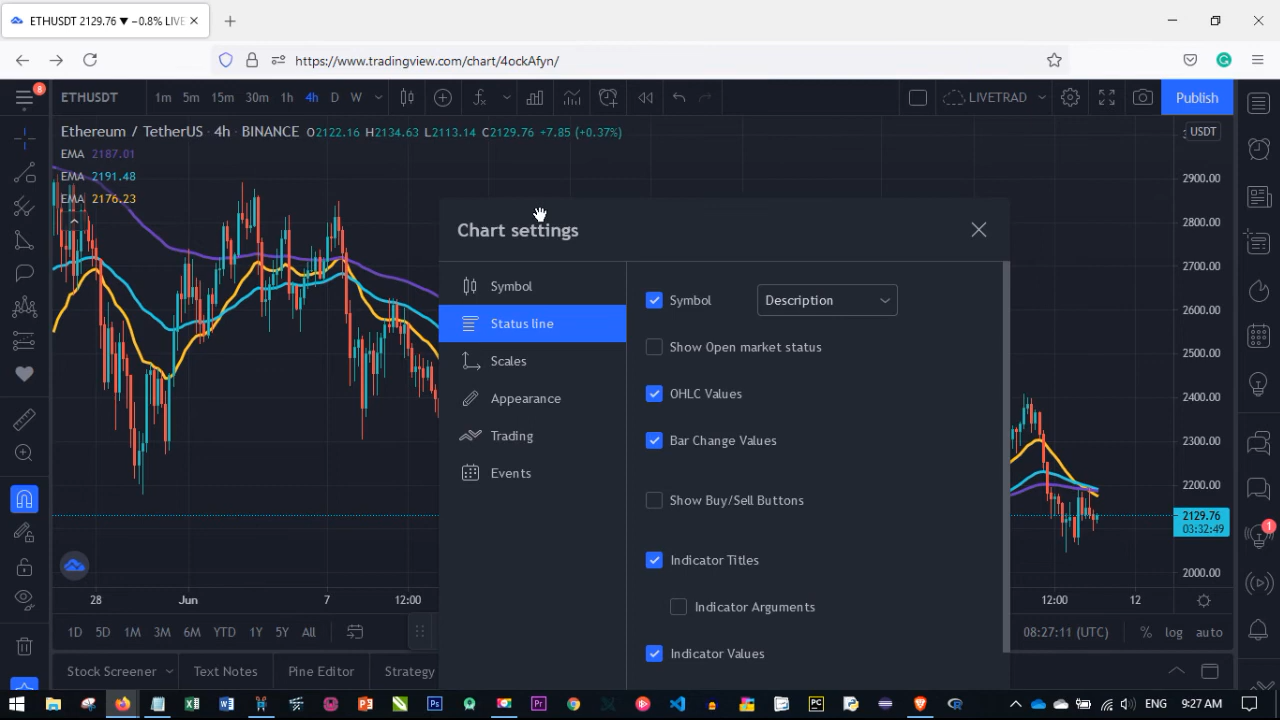 ETHUSDT 2129.76 ▼ −0.8% LIVE
https://www.tradingview.com/chart/4ockAfyn/
8
ETHUSDT 1m 5m 15m 30m 1h 4h D W LIVETRAD Publish
Ethereum / TetherUS · 4h · BINANCE O2122.16 H2134.63 L2113.14 C2129.76 +7.85 (+0.37%)
USDT
EMA 2187.01
EMA 2191.48
EMA 2176.23
2900.00
2800.00
2700.00
2600.00
2500.00
2400.00
2300.00
2200.00
2129.76
03:32:49
2000.00
Chart settings
Symbol
Status line
Scales
Appearance
Trading
Events
Symbol Description
Show Open market status
OHLC Values
Bar Change Values
Show Buy/Sell Buttons
Indicator Titles
Indicator Arguments
Indicator Values
1
28 Jun 7 12:00 12:00 12
1D 5D 1M 3M 6M YTD 1Y 5Y All 08:27:11 (UTC) % log auto
Stock Screener Text Notes Pine Editor Strategy
ENG 9:27 AM